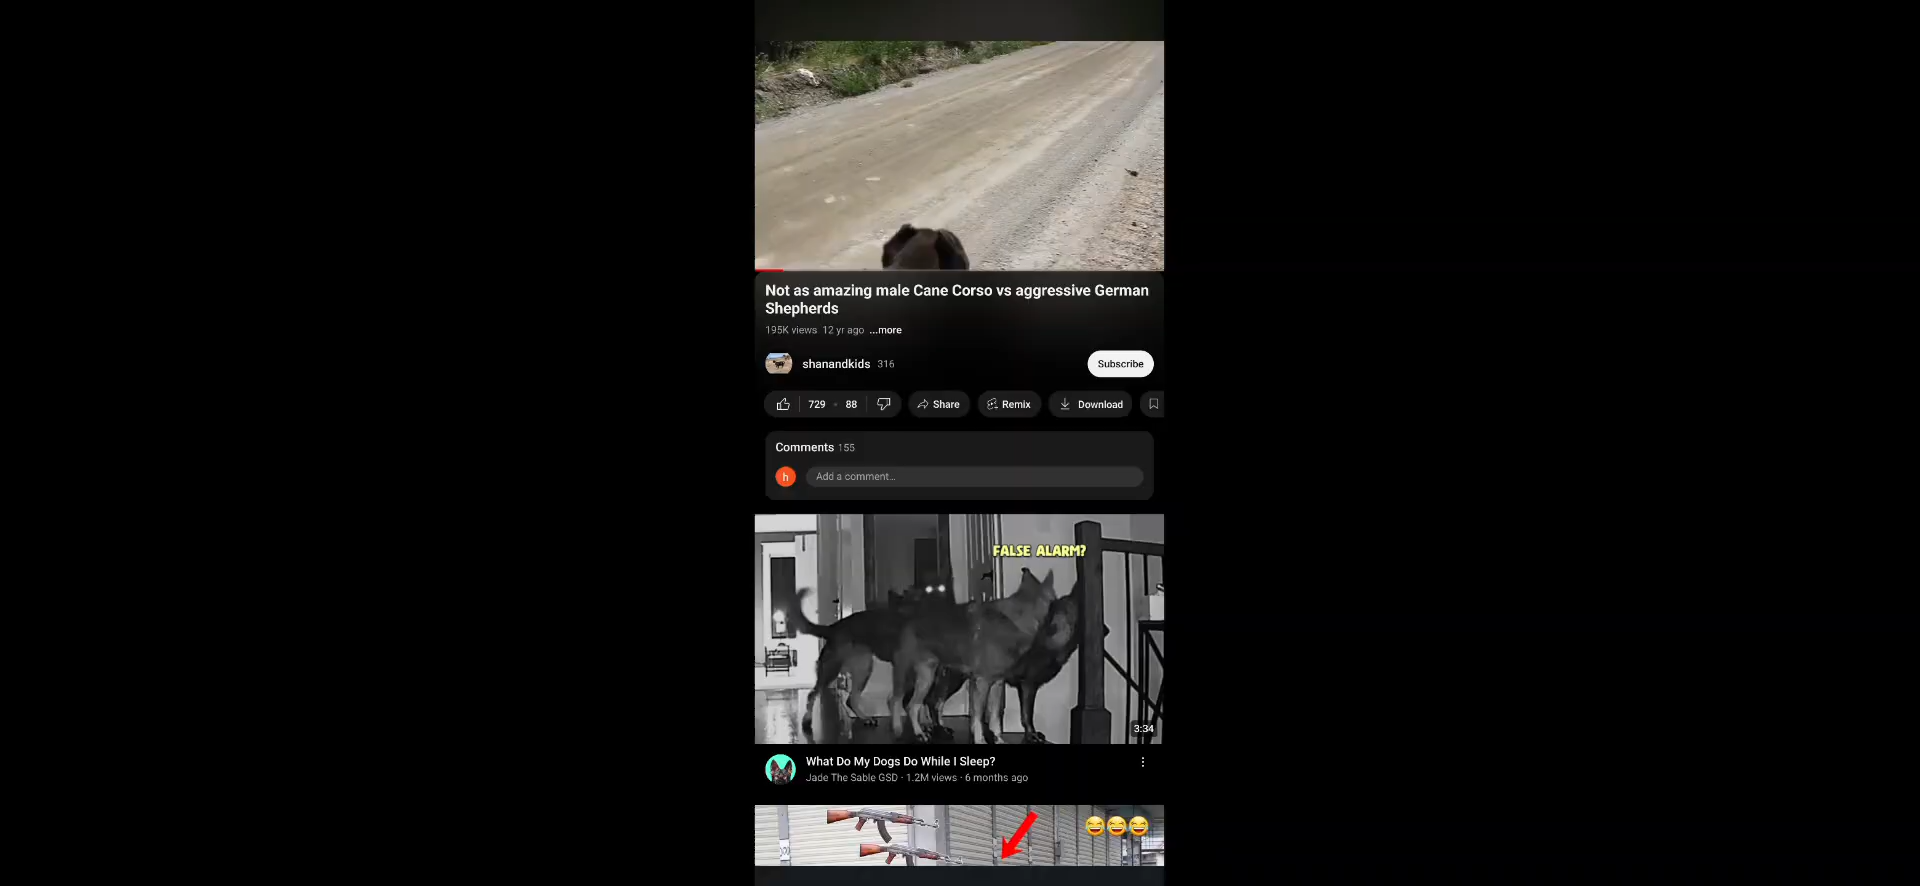 Not as amazing male Cane Corso vs aggressive German
Shepherds
195K views 12 yr ago ...more
shanandkids 316
Subscribe
729 88 Share Remix Download
Comments 155
h
Add a comment...
FALSE ALARM?
3:34
What Do My Dogs Do While I Sleep?
Jade The Sable GSD · 1.2M views · 6 months ago